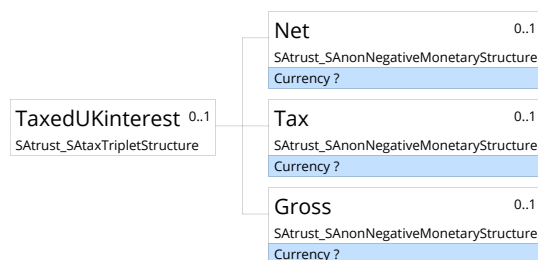 Net 0..1
SAtrust_SAnonNegativeMonetaryStructure
Currency ?
TaxedUKinterest 0..1
SAtrust_SAtaxTripletStructure
Tax 0..1
SAtrust_SAnonNegativeMonetaryStructure
Currency ?
Gross 0..1
SAtrust_SAnonNegativeMonetaryStructure
Currency ?